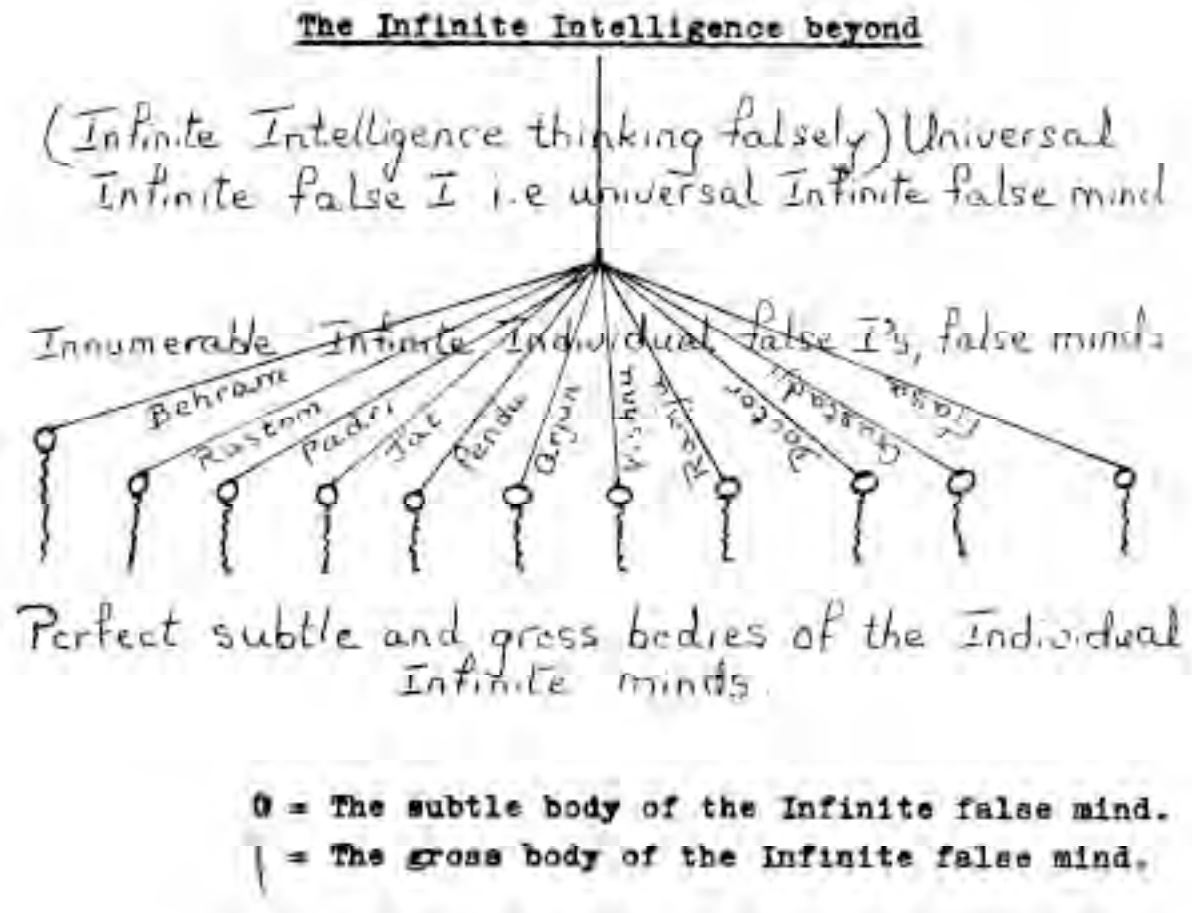 The Infinite Intelligence beyond
(Infinite Intelligence thinking falsely) Universal
Infinite false I i.e universal Infinite false mind
Innumerable Infinite Individual false I's, false minds
Behram
Rustom
Padri
Jal
Pendu
Arjun
Vishnu
Ramju
Doctor
Gustadji
Perfect subtle and gross bodies of the Individual
Infinite minds.
0 = The subtle body of the Infinite false mind.
= The gross body of the Infinite false mind.